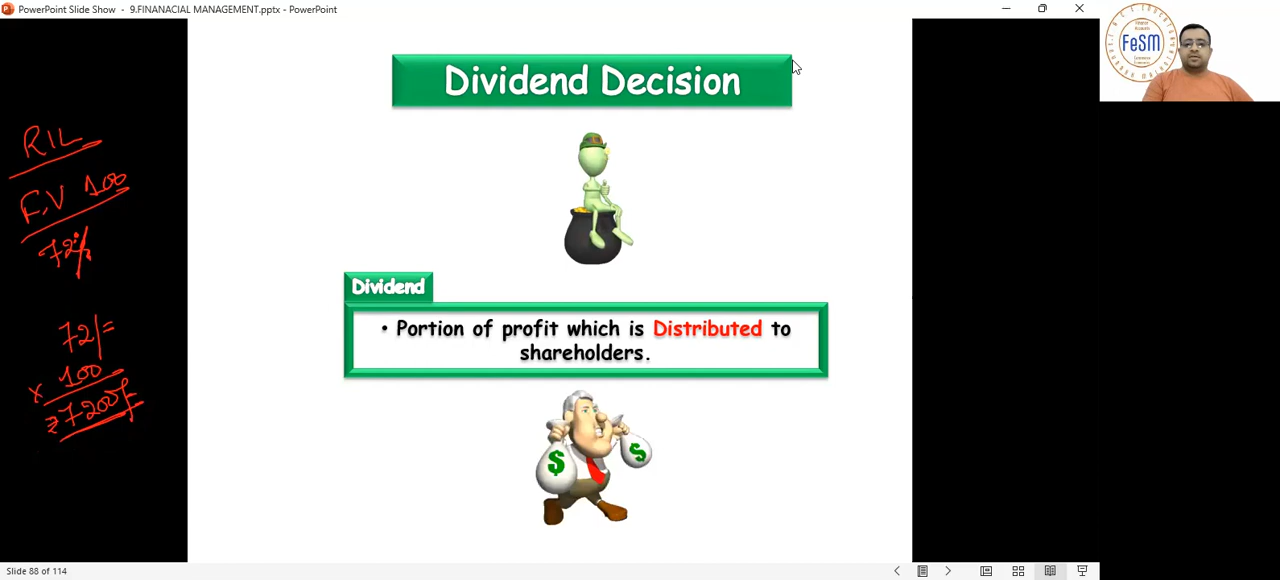 PowerPoint Slide Show - 9.FINANACIAL MANAGEMENT.pptx - PowerPoint
FeSM
Dividend Decision
RIL
F.V 100
72%
72/=
x 100
₹7200/=
Dividend
• Portion of profit which is Distributed to
shareholders.
$ $
Slide 88 of 114